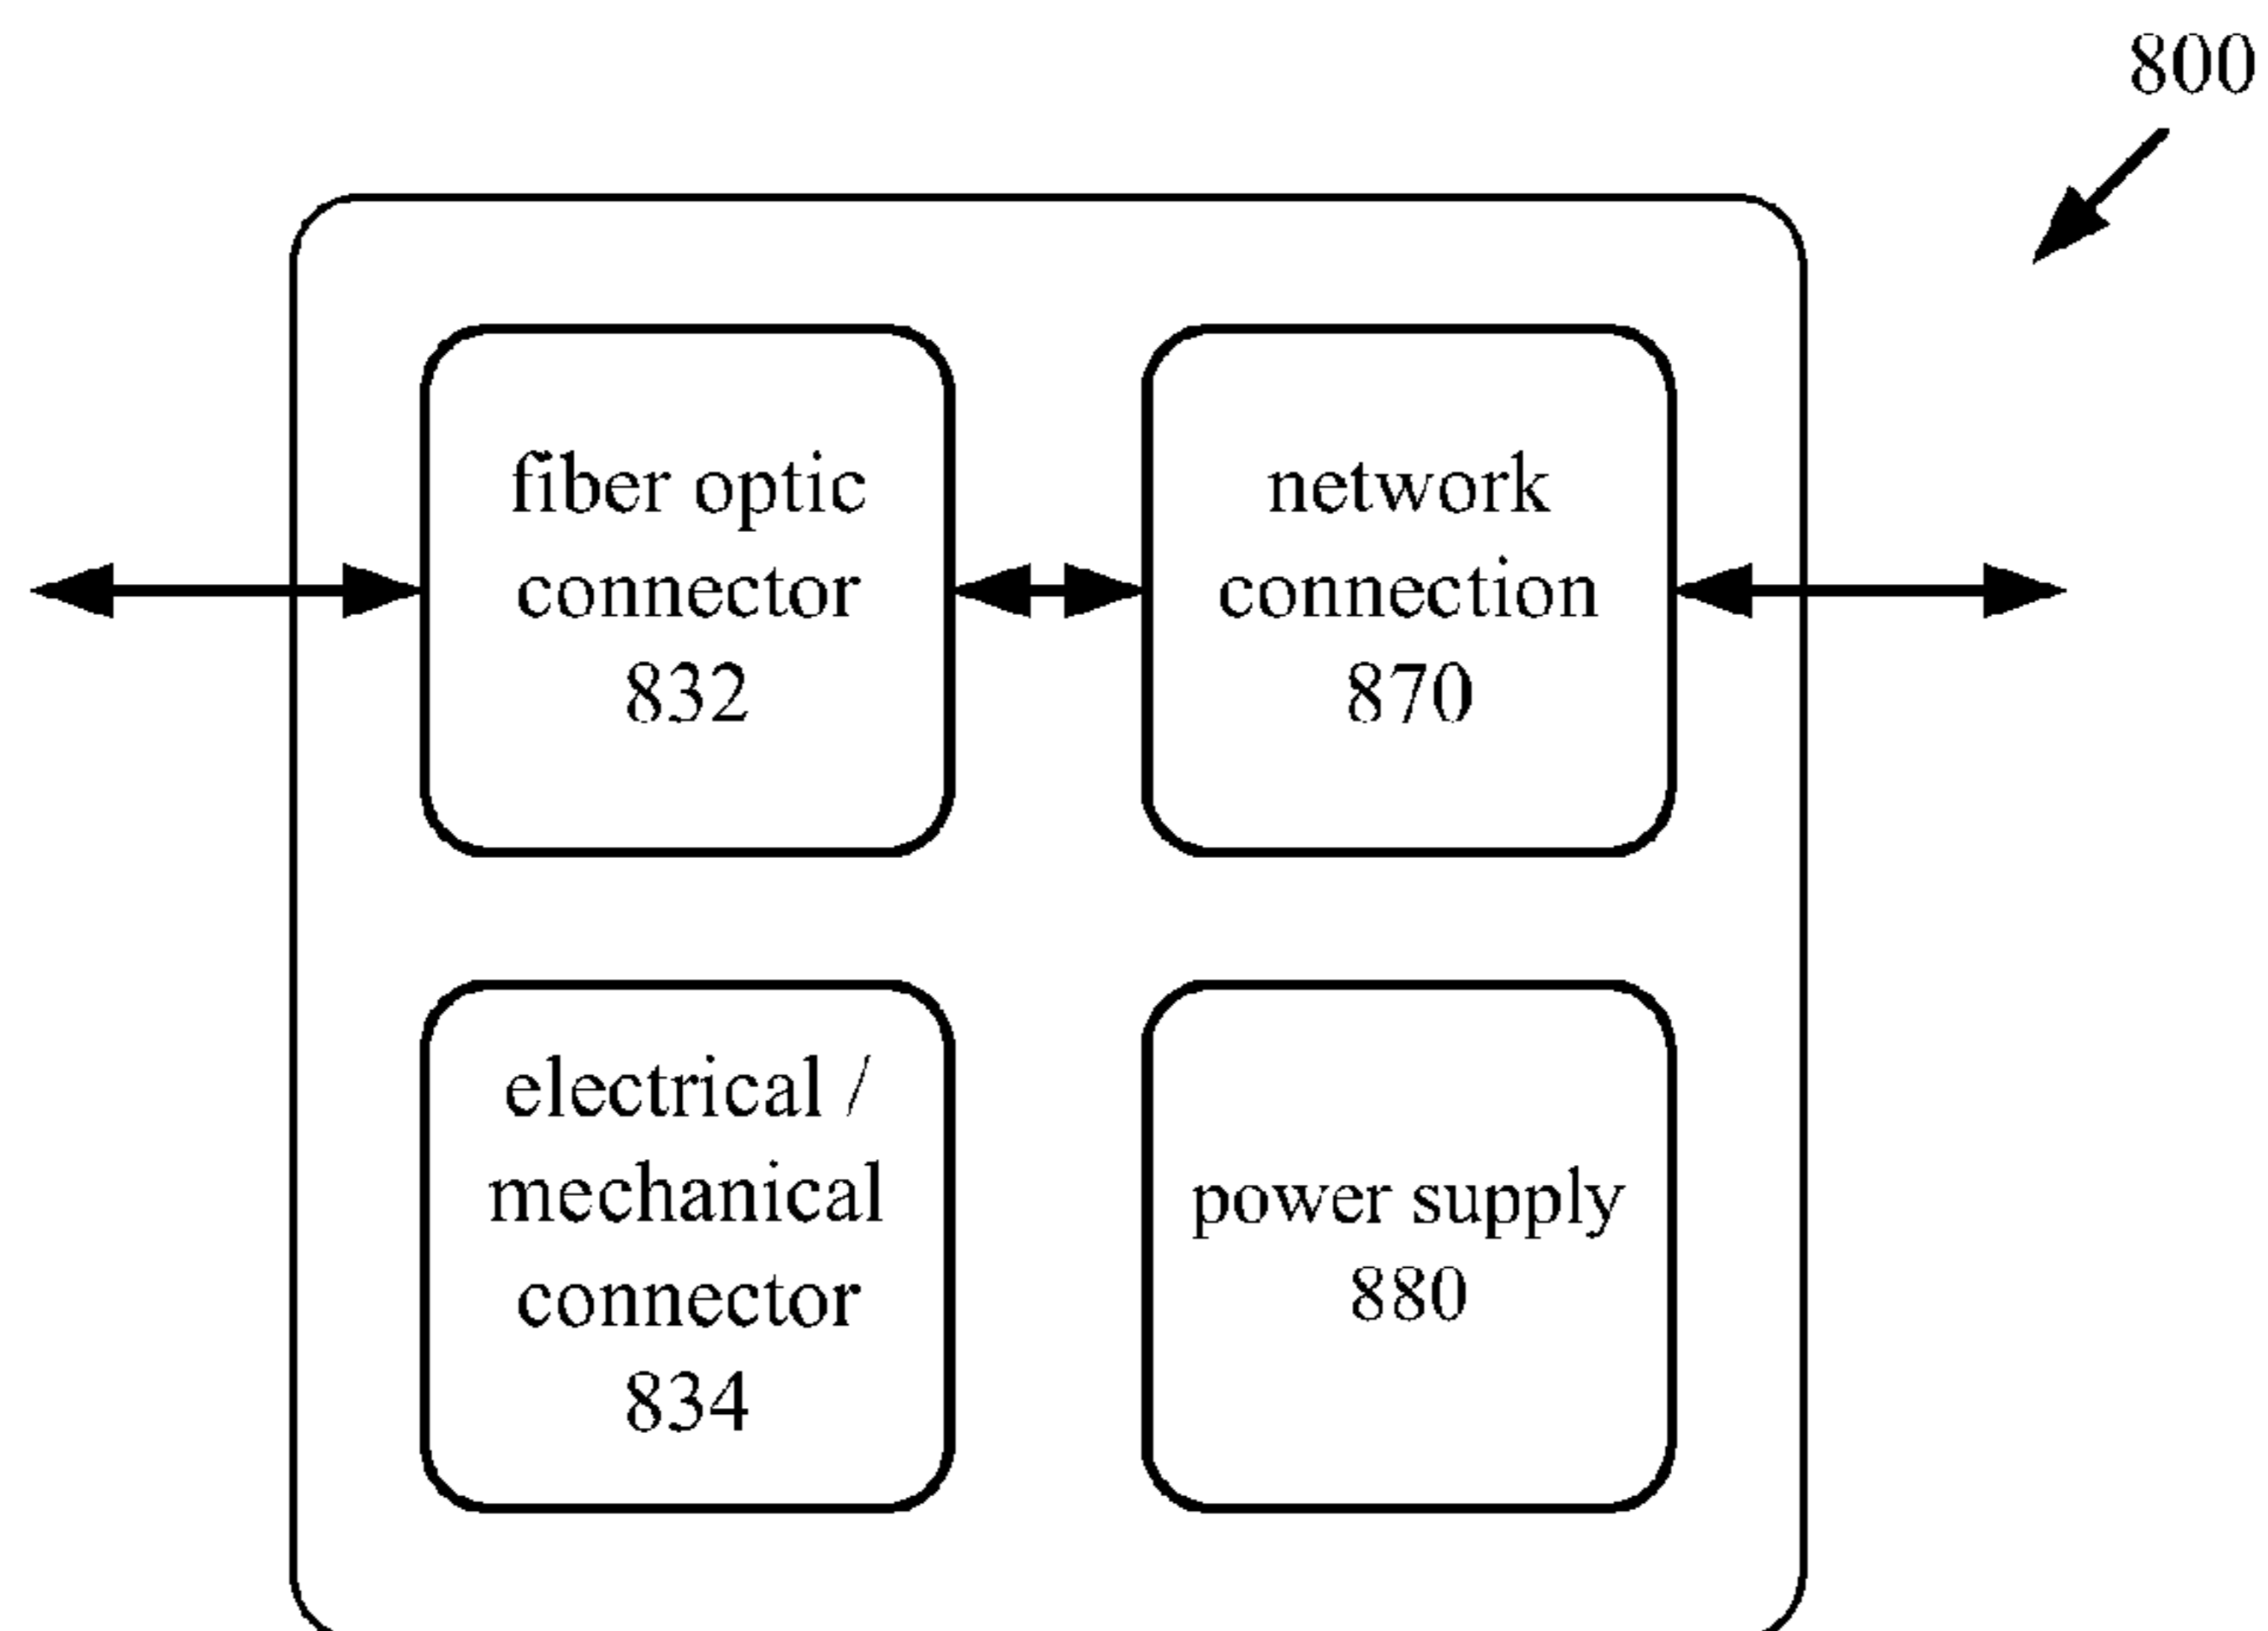 800
fiber optic
connector
832
network
connection
870
electrical /
mechanical
connector
834
power supply
880